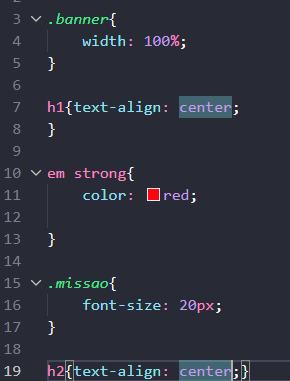 2
3 .banner{
4 width: 100%;
5 }
6
7 h1{text-align: center;
8 }
9
10 em strong{
11 color: red;
12
13 }
14
15 .missao{
16 font-size: 20px;
17 }
18
19 h2{text-align: center;}